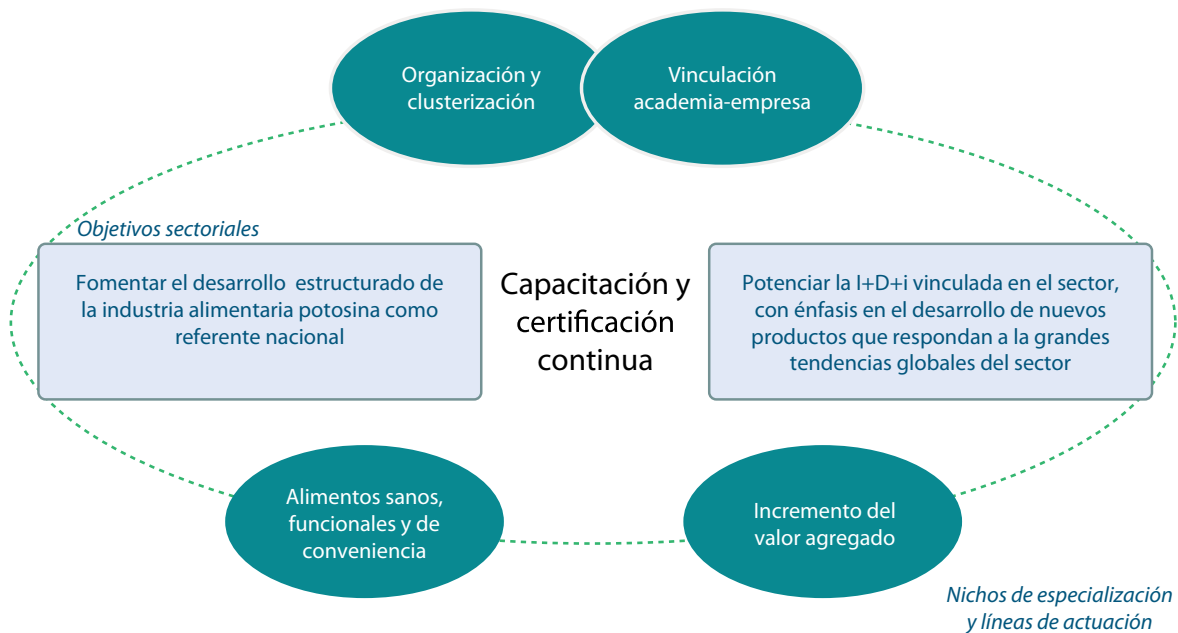 Organización y
clusterización
Vinculación
academia-empresa
Objetivos sectoriales
Fomentar el desarrollo estructurado de
la industria alimentaria potosina como
referente nacional
Capacitación y
certificación
continua
Potenciar la I+D+i vinculada en el sector,
con énfasis en el desarrollo de nuevos
productos que respondan a la grandes
tendencias globales del sector
Alimentos sanos,
funcionales y de
conveniencia
Incremento del
valor agregado
Nichos de especialización
y líneas de actuación